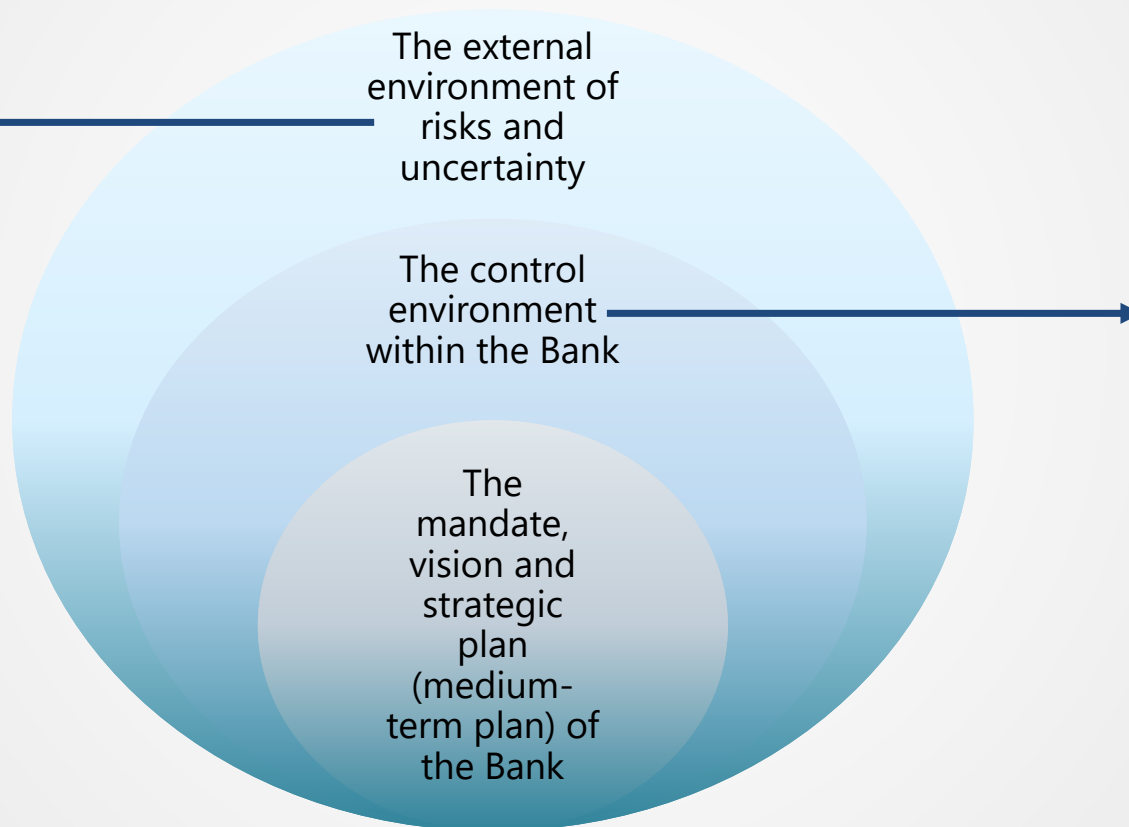 The external
environment of
risks and
uncertainty
The control
environment
within the Bank
The
mandate,
vision and
strategic
plan
(medium-
term plan) of
the Bank